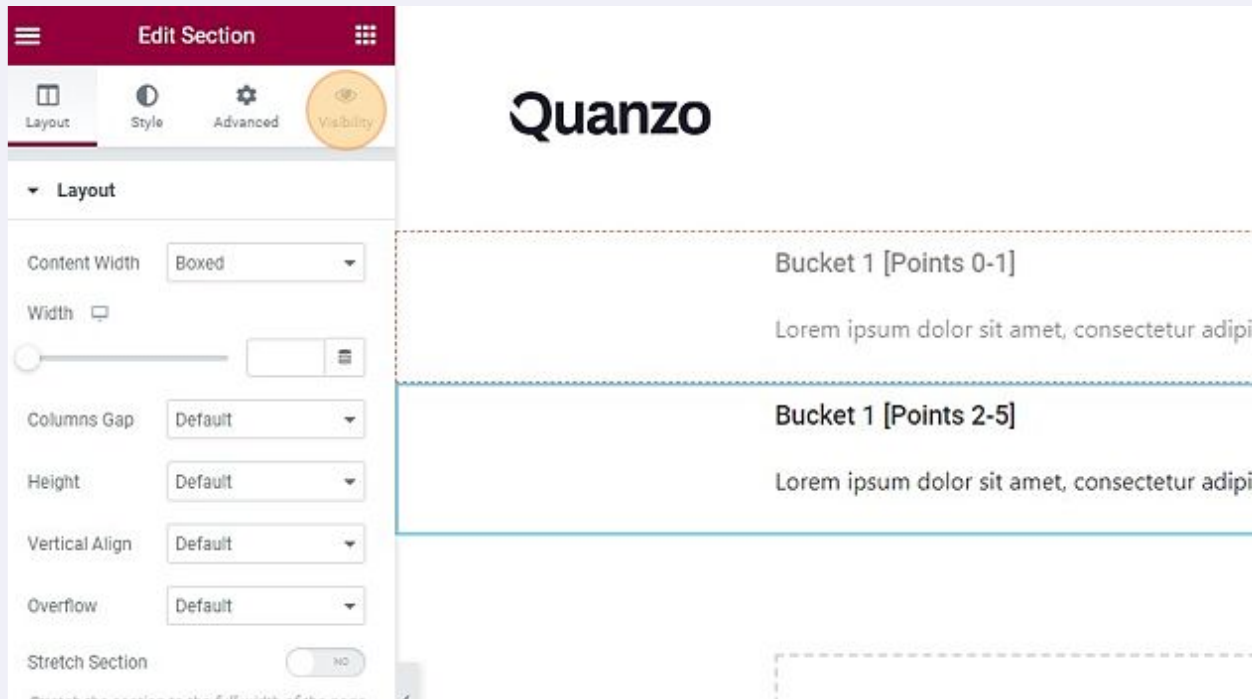 Edit Section
Layout
Style
Advanced
Visibility
Quanzo
Layout
Content Width
Boxed
Width
Columns Gap
Default
Height
Default
Vertical Align
Default
Overflow
Default
Stretch Section
NO
Bucket 1 [Points 0-1]
Lorem ipsum dolor sit amet, consectetur adipi
Bucket 1 [Points 2-5]
Lorem ipsum dolor sit amet, consectetur adipi